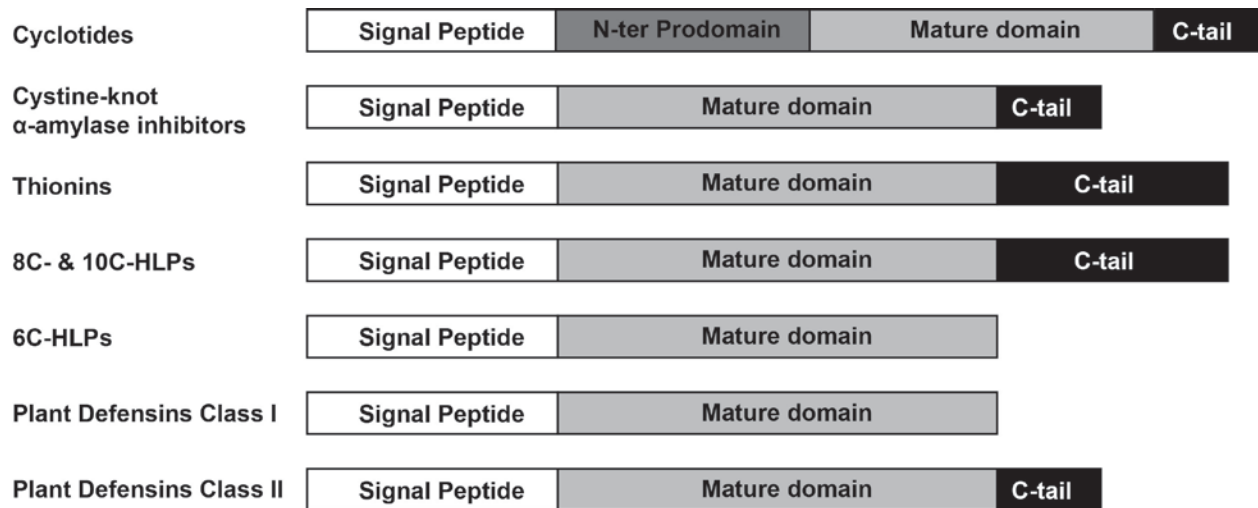 Cyclotides Signal Peptide N-ter Prodomain Mature domain C-tail
Cystine-knot
α-amylase inhibitors Signal Peptide Mature domain C-tail
Thionins Signal Peptide Mature domain C-tail
8C- & 10C-HLPs Signal Peptide Mature domain C-tail
6C-HLPs Signal Peptide Mature domain
Plant Defensins Class I Signal Peptide Mature domain
Plant Defensins Class II Signal Peptide Mature domain C-tail